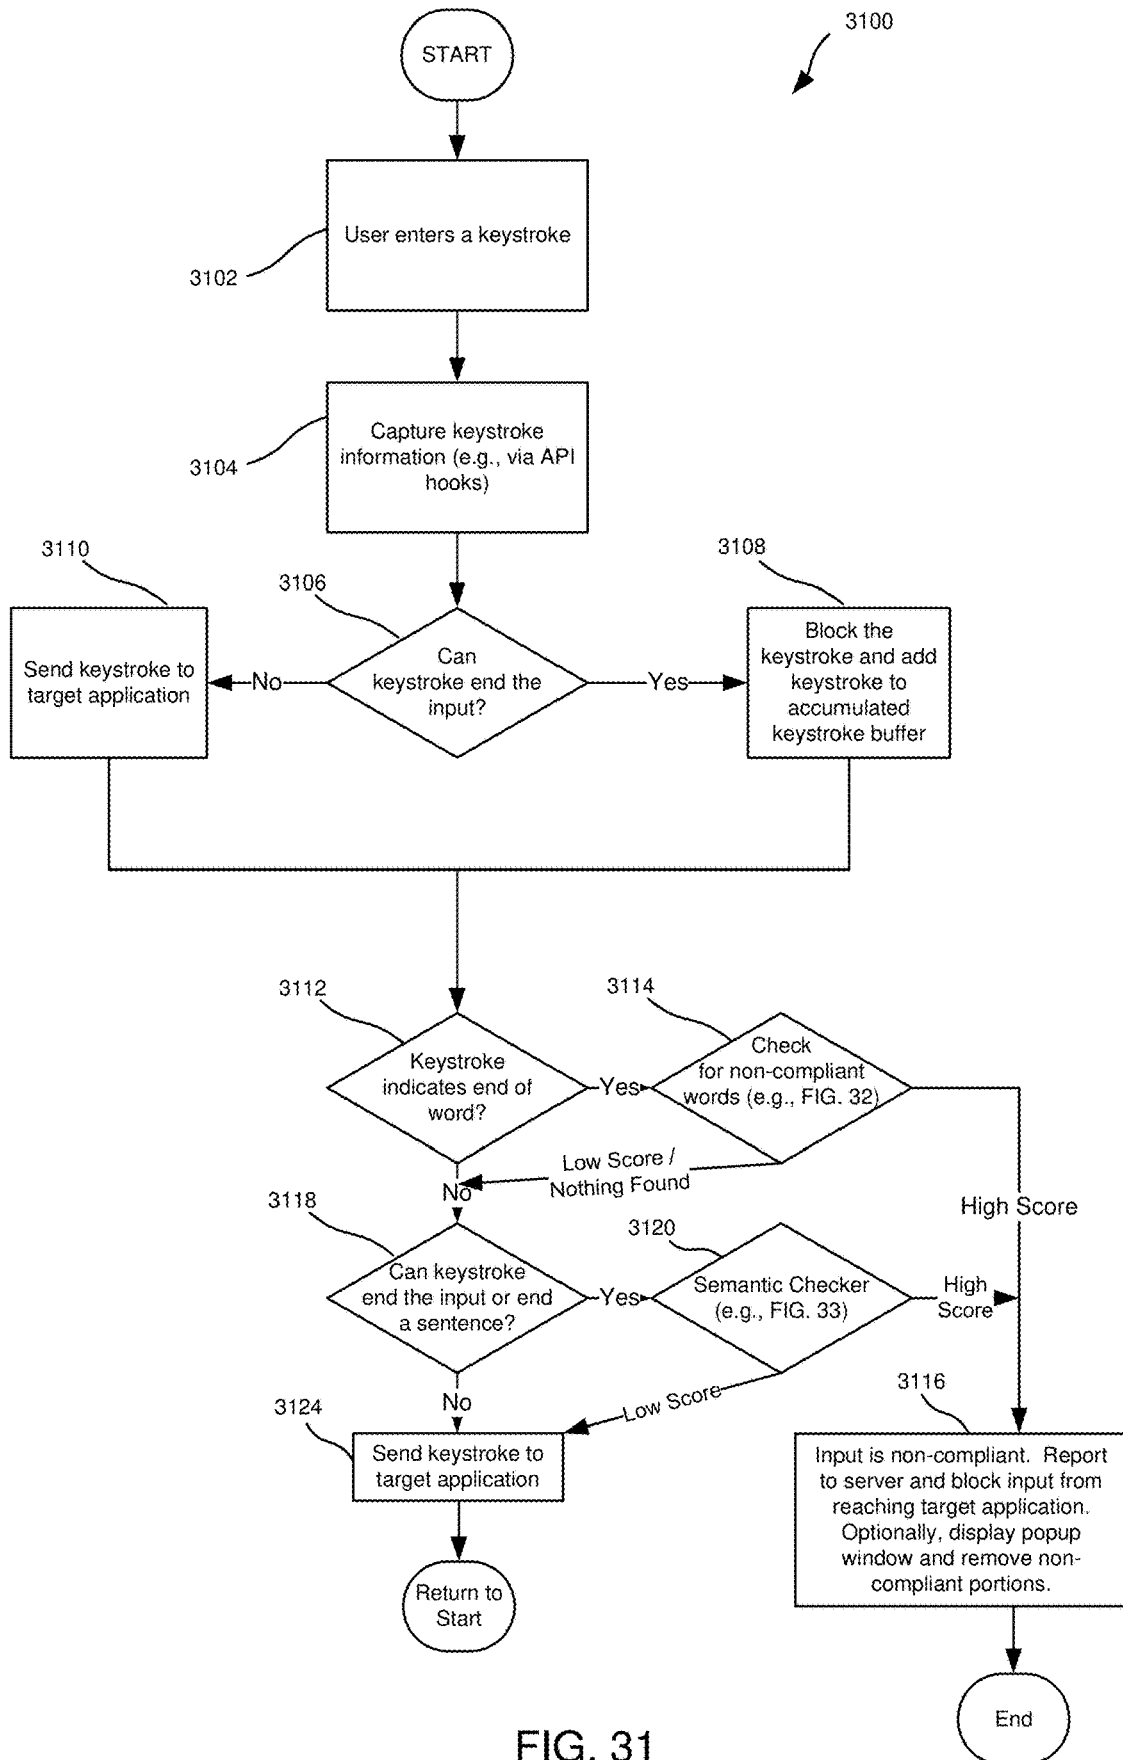 3100
START
User enters a keystroke
3102
Capture keystroke
information (e.g., via API
hooks)
3104
3110
3106
3108
Send keystroke to
target application
No
Can
keystroke end the
input?
Yes
Block the
keystroke and add
keystroke to
accumulated
keystroke buffer
3112
3114
Keystroke
indicates end of
word?
Yes
Check
for non-compliant
words (e.g., FIG. 32)
Low Score /
Nothing Found
No
High Score
3118
3120
Can keystroke
end the input or end
a sentence?
Yes
Semantic Checker
(e.g., FIG. 33)
High
Score
No
Low Score
3124
3116
Send keystroke to
target application
Input is non-compliant. Report
to server and block input from
reaching target application.
Optionally, display popup
window and remove non-
compliant portions.
Return to
Start
End
FIG. 31